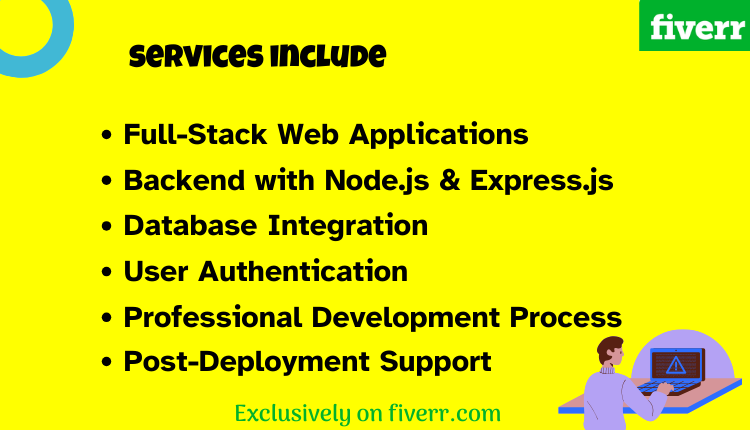 fiverr
Services Include
• Full-Stack Web Applications
• Backend with Node.js & Express.js
• Database Integration
• User Authentication
• Professional Development Process
• Post-Deployment Support
Exclusively on fiverr.com